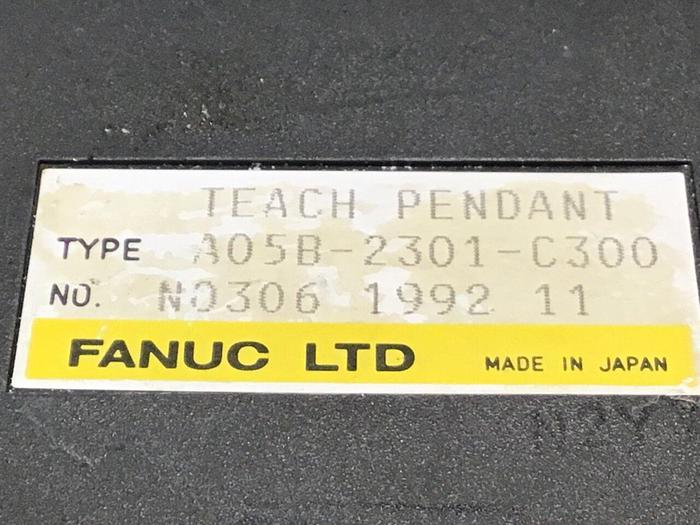 TEACH PENDANT
TYPE A05B-2301-C300
NO. N0306 1992 11
FANUC LTD MADE IN JAPAN